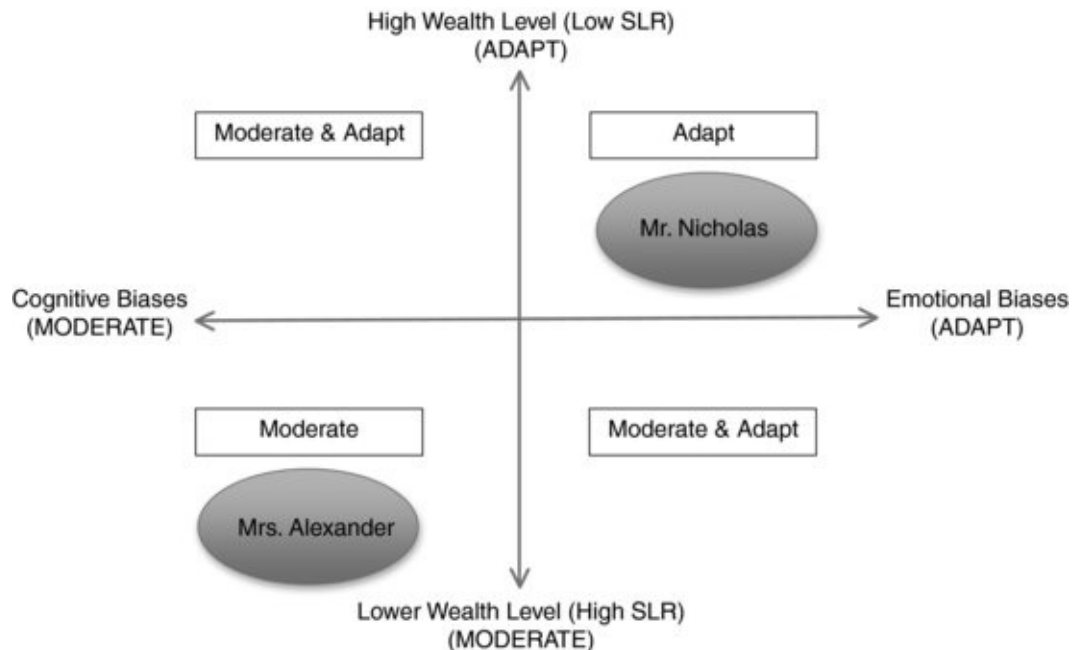 High Wealth Level (Low SLR)
(ADAPT)
Moderate & Adapt
Adapt
Mr. Nicholas
Cognitive Biases
(MODERATE)
Emotional Biases
(ADAPT)
Moderate
Moderate & Adapt
Mrs. Alexander
Lower Wealth Level (High SLR)
(MODERATE)